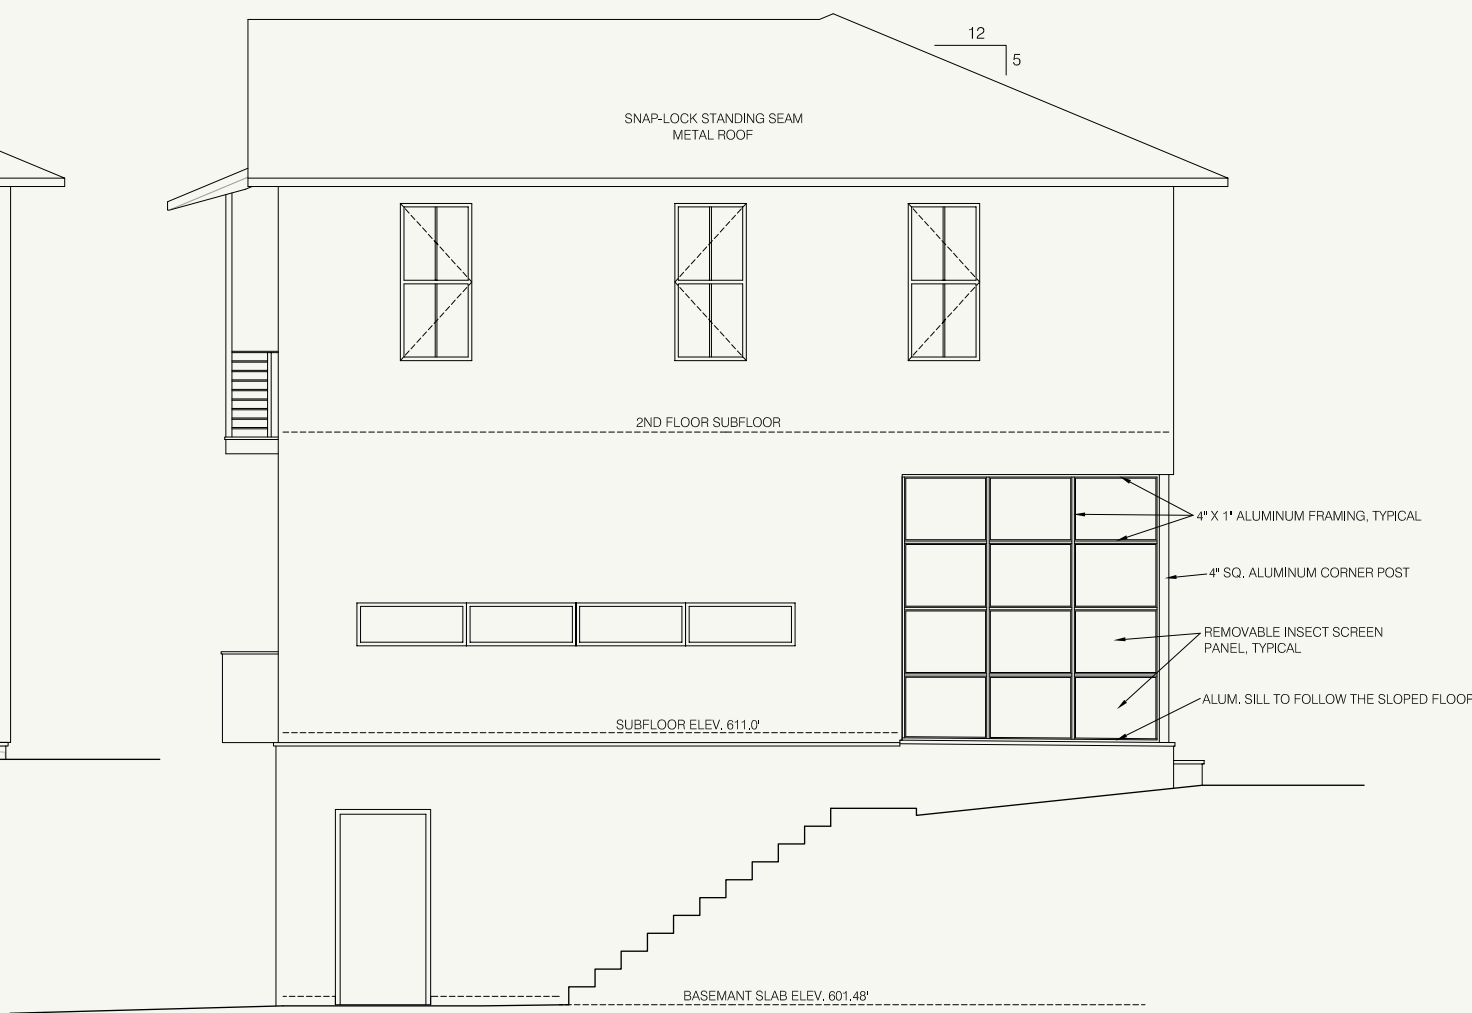 12
5
SNAP-LOCK STANDING SEAM
METAL ROOF
2ND FLOOR SUBFLOOR
4" X 1" ALUMINUM FRAMING, TYPICAL
4" SQ. ALUMINUM CORNER POST
REMOVABLE INSECT SCREEN
PANEL, TYPICAL
ALUM. SILL TO FOLLOW THE SLOPED FLOOR
SUBFLOOR ELEV. 611.0'
BASEMANT SLAB ELEV. 601.48'